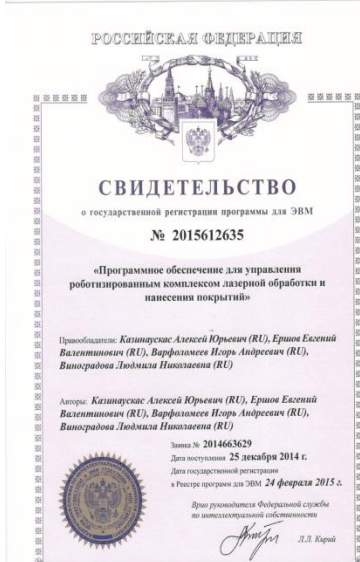 РОССИЙСКАЯ ФЕДЕРАЦИЯ
СВИДЕТЕЛЬСТВО
о государственной регистрации программы для ЭВМ
№ 2015612635
«Программное обеспечение для управления
роботизированным комплексом лазерной обработки и
нанесения покрытий»
Правообладатели: Казинаускас Алексей Юрьевич (RU), Ершов Евгений
Валентинович (RU), Варфоломеев Игорь Андреевич (RU),
Виноградова Людмила Николаевна (RU)
Авторы: Казинаускас Алексей Юрьевич (RU), Ершов Евгений
Валентинович (RU), Варфоломеев Игорь Андреевич (RU),
Виноградова Людмила Николаевна (RU)
Заявка № 2014663629
Дата поступления 25 декабря 2014 г.
Дата государственной регистрации
в Реестре программ для ЭВМ 24 февраля 2015 г.
Врио руководителя Федеральной службы
по интеллектуальной собственности
Л.Л. Кирий